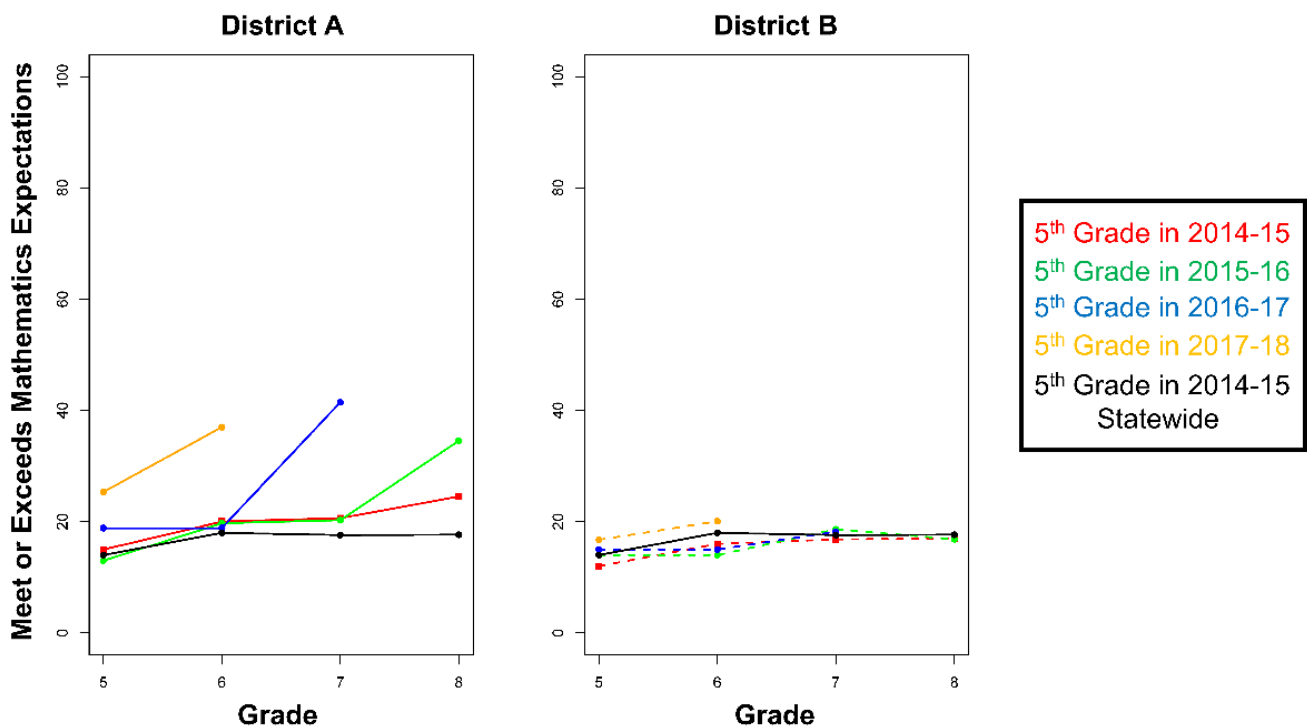 District A
District B
Meet or Exceeds Mathematics Expectations
100
80
60
40
20
0
5
6
7
8
Grade
100
80
60
40
20
0
5
6
7
8
Grade
5th Grade in 2014-15
5th Grade in 2015-16
5th Grade in 2016-17
5th Grade in 2017-18
5th Grade in 2014-15
Statewide